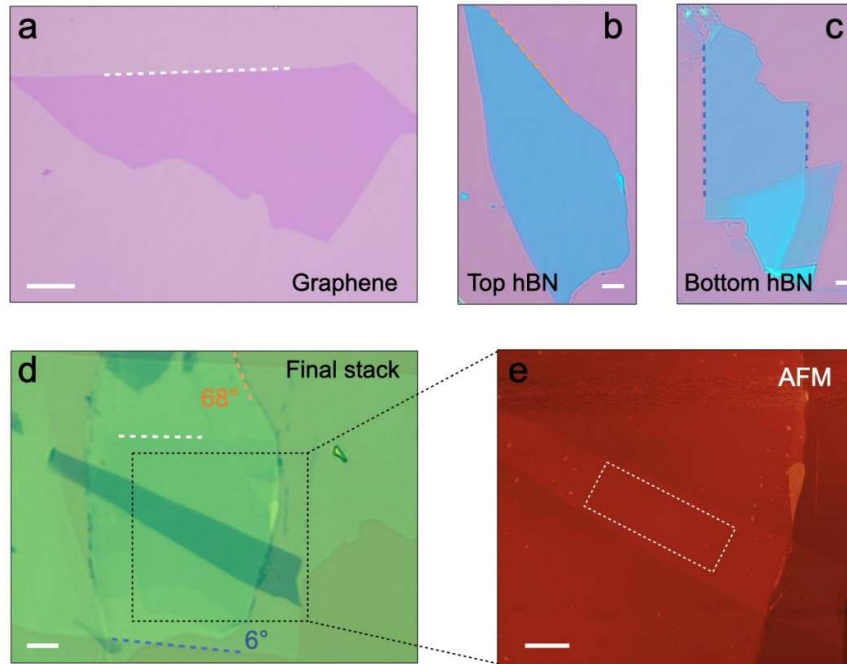 a
Graphene
b
Top hBN
c
Bottom hBN
d
Final stack
68°
6°
e
AFM